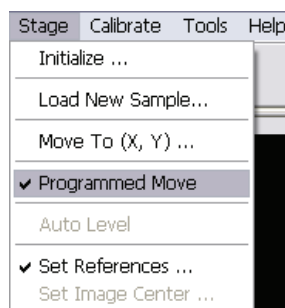 Stage Calibrate Tools Help
Initialize ...
Load New Sample...
Move To (X, Y) ...
Programmed Move
Auto Level
Set References ...
Set Image Center ...